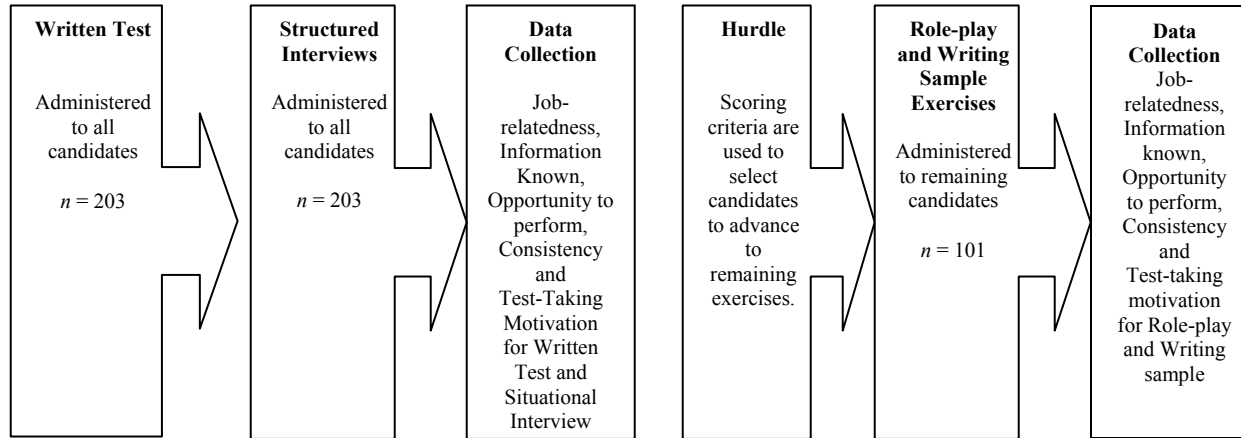 Written Test
Administered
to all
candidates
n = 203
Structured
Interviews
Administered
to all
candidates
n = 203
Data
Collection
Job-
relatedness,
Information
Known,
Opportunity to
perform,
Consistency
and
Test-Taking
Motivation
for Written
Test and
Situational
Interview
Hurdle
Scoring
criteria are
used to
select
candidates
to advance
to
remaining
exercises.
Role-play
and Writing
Sample
Exercises
Administered
to remaining
candidates
n = 101
Data
Collection
Job-
relatedness,
Information
known,
Opportunity
to perform,
Consistency
and
Test-taking
motivation
for Role-play
and Writing
sample